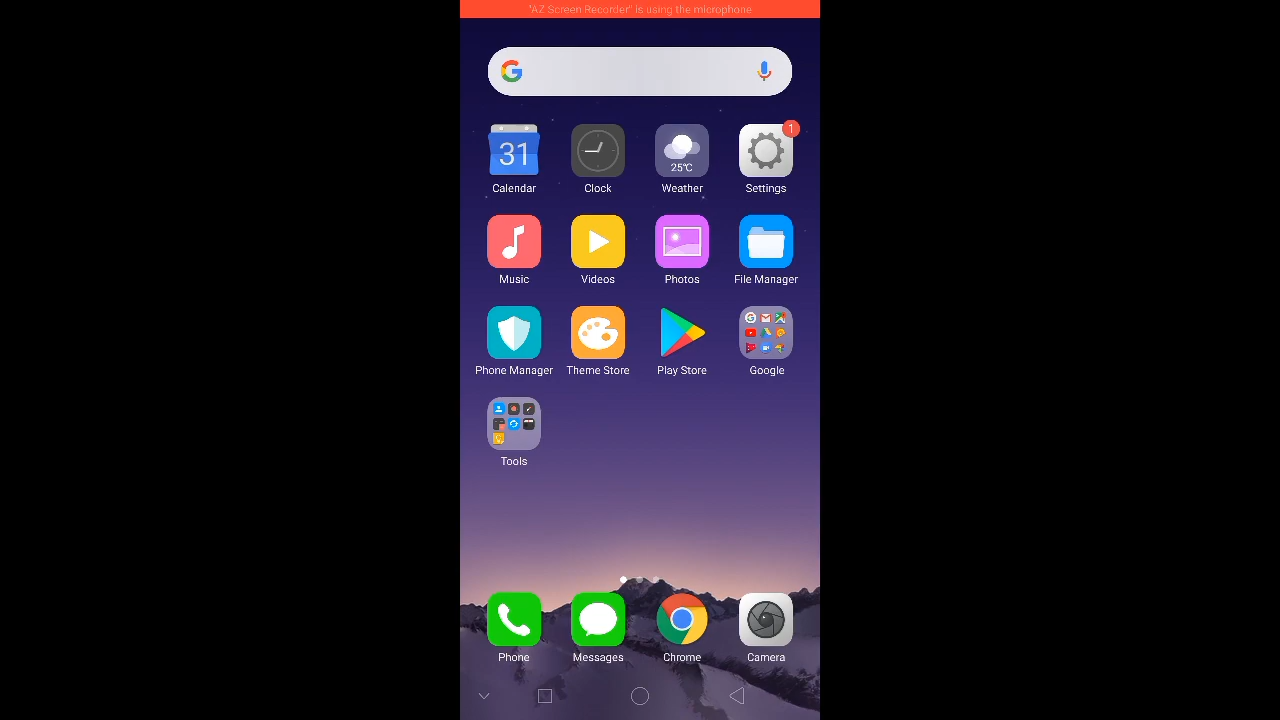 "AZ Screen Recorder" is using the microphone
31
25℃
1
Calendar
Clock
Weather
Settings
Music
Videos
Photos
File Manager
Phone Manager
Theme Store
Play Store
Google
Tools
Phone
Messages
Chrome
Camera